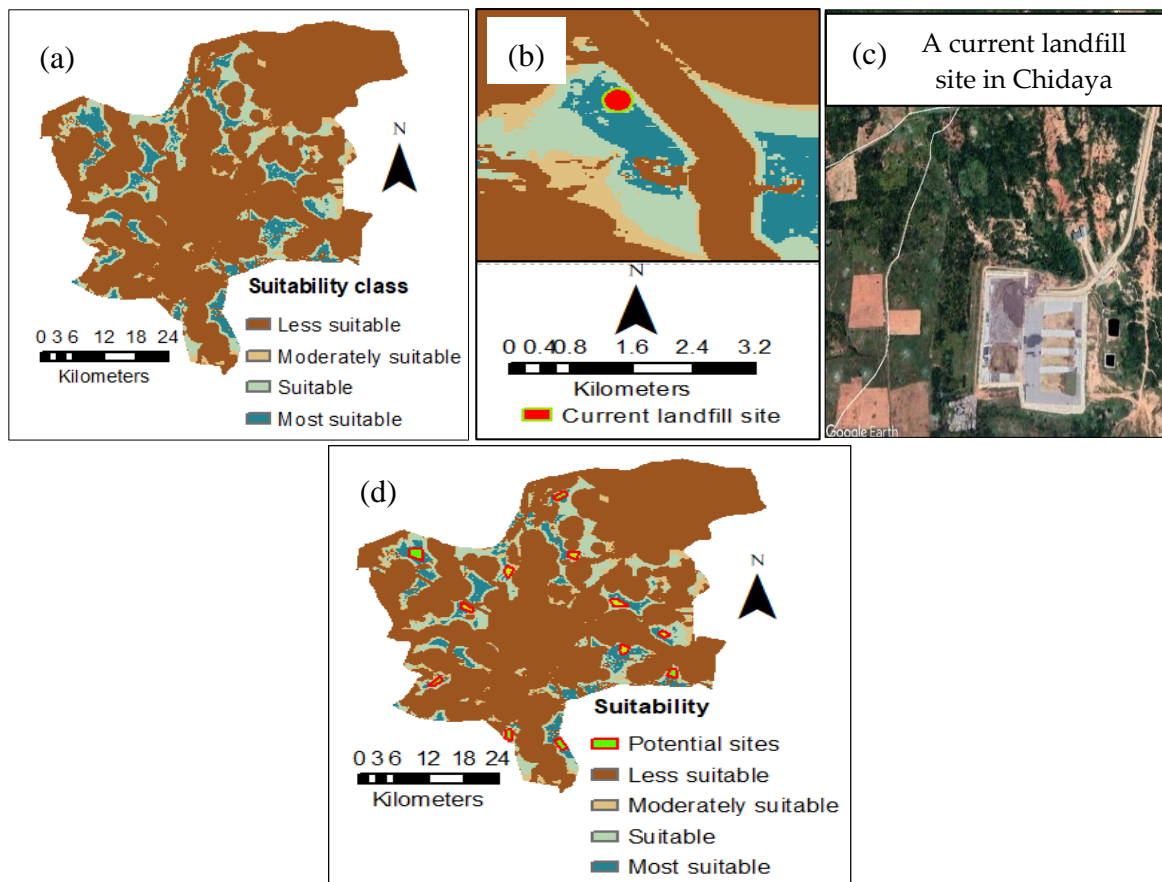 (a)
N
Suitability class
Less suitable
Moderately suitable
Suitable
Most suitable
0 3 6 12 18 24
Kilometers
(b)
N
0 0.4 0.8 1.6 2.4 3.2
Kilometers
Current landfill site
(c)
A current landfill
site in Chidaya
Google Earth
(d)
N
Suitability
Potential sites
Less suitable
Moderately suitable
Suitable
Most suitable
0 3 6 12 18 24
Kilometers